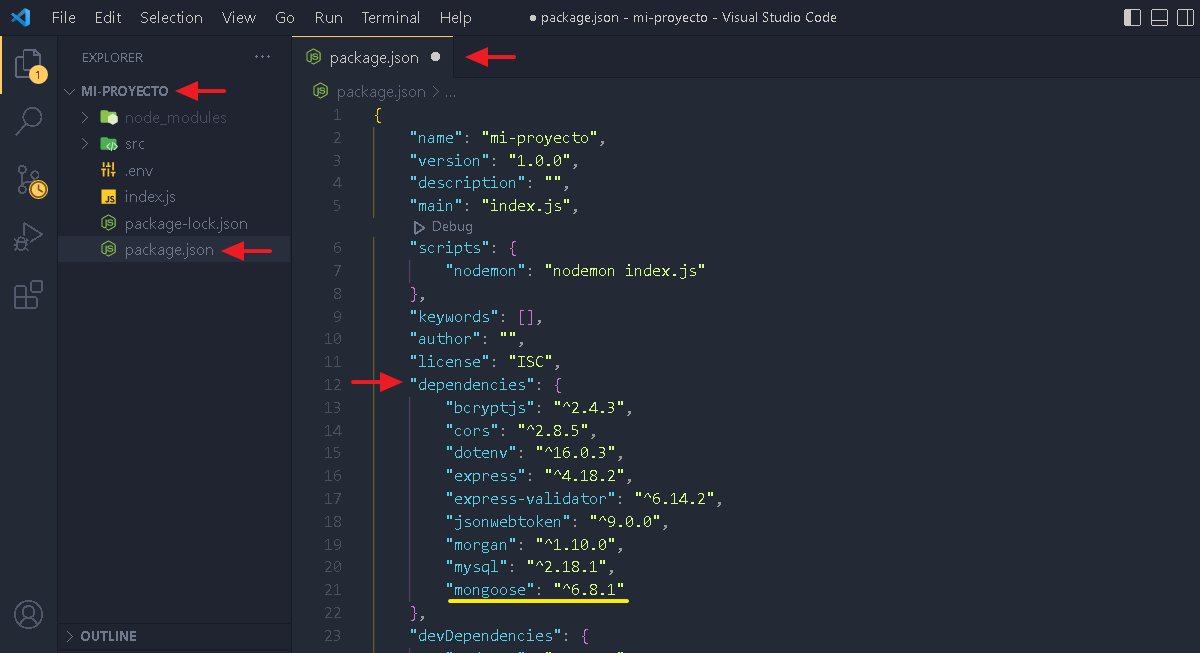 File Edit Selection View Go Run Terminal Help ● package.json - mi-proyecto - Visual Studio Code
EXPLORER ...
package.json ●
1
MI-PROYECTO
package.json > ...
node_modules
src
.env
index.js
package-lock.json
package.json
1 {
2 "name": "mi-proyecto",
3 "version": "1.0.0",
4 "description": "",
5 "main": "index.js",
Debug
6 "scripts": {
7 "nodemon": "nodemon index.js"
8 },
9 "keywords": [],
10 "author": "",
11 "license": "ISC",
12 "dependencies": {
13 "bcryptjs": "^2.4.3",
14 "cors": "^2.8.5",
15 "dotenv": "^16.0.3",
16 "express": "^4.18.2",
17 "express-validator": "^6.14.2",
18 "jsonwebtoken": "^9.0.0",
19 "morgan": "^1.10.0",
20 "mysql": "^2.18.1",
21 "mongoose": "^6.8.1"
22 },
23 "devDependencies": {
OUTLINE